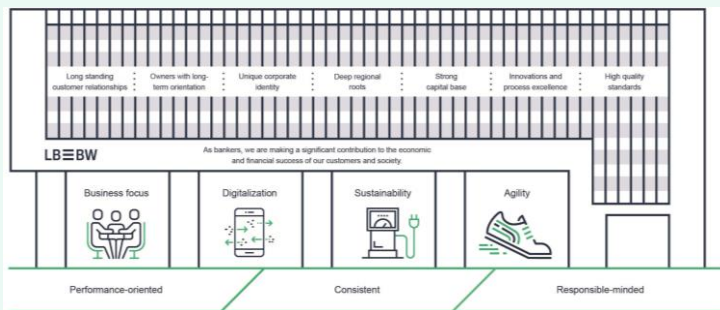 Long standing
customer relationships
Owners with long-
term orientation
Unique corporate
identity
Deep regional
roots
Strong
capital base
Innovations and
process excellence
High quality
standards
LB≡BW
As bankers, we are making a significant contribution to the economic
and financial success of our customers and society.
Business focus
Digitalization
Sustainability
Agility
Performance-oriented
Consistent
Responsible-minded